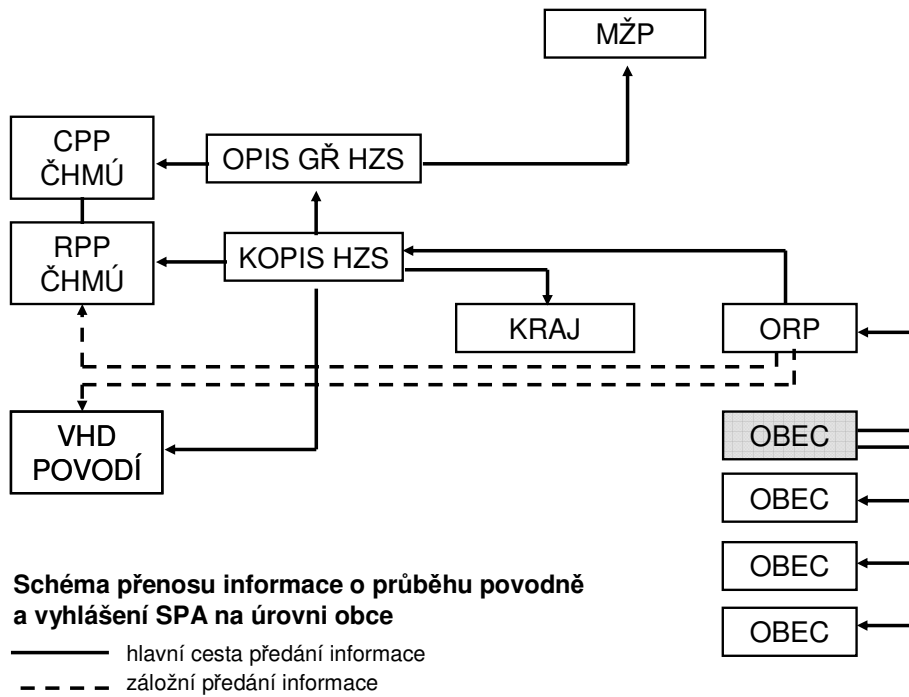 MŽP
CPP
ČHMÚ
OPIS GŘ HZS
RPP
ČHMÚ
KOPIS HZS
KRAJ
ORP
VHD
POVODÍ
OBEC
OBEC
OBEC
OBEC
Schéma přenosu informace o průběhu povodně
a vyhlášení SPA na úrovni obce
hlavní cesta předání informace
záložní předání informace